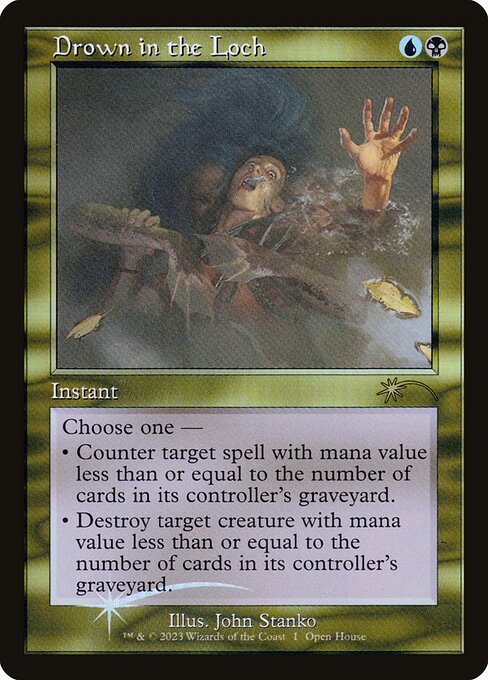 Drown in the Loch
Instant
Choose one —
• Counter target spell with mana value
less than or equal to the number of
cards in its controller's graveyard.
• Destroy target creature with mana
value less than or equal to the
number of cards in its controller's
graveyard.
Illus. John Stanko
™ & © 2023 Wizards of the Coast 1 Open House